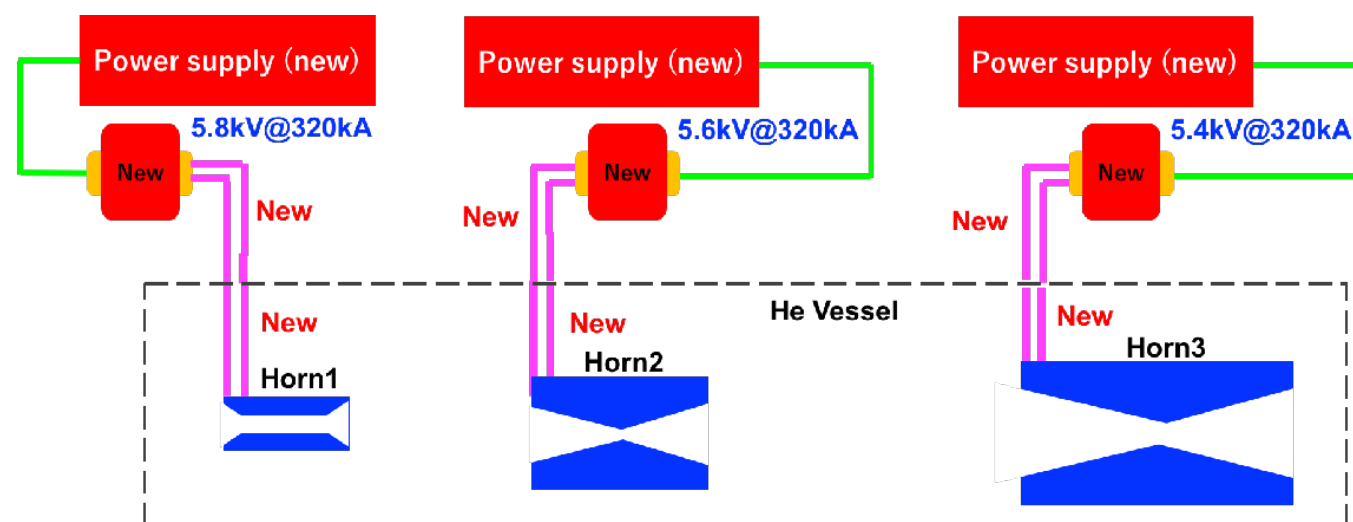 Power supply (new)
Power supply (new)
Power supply (new)
5.8kV@320kA
5.6kV@320kA
5.4kV@320kA
New
New
New
New
New
New
He Vessel
New
New
New
Horn1
Horn2
Horn3